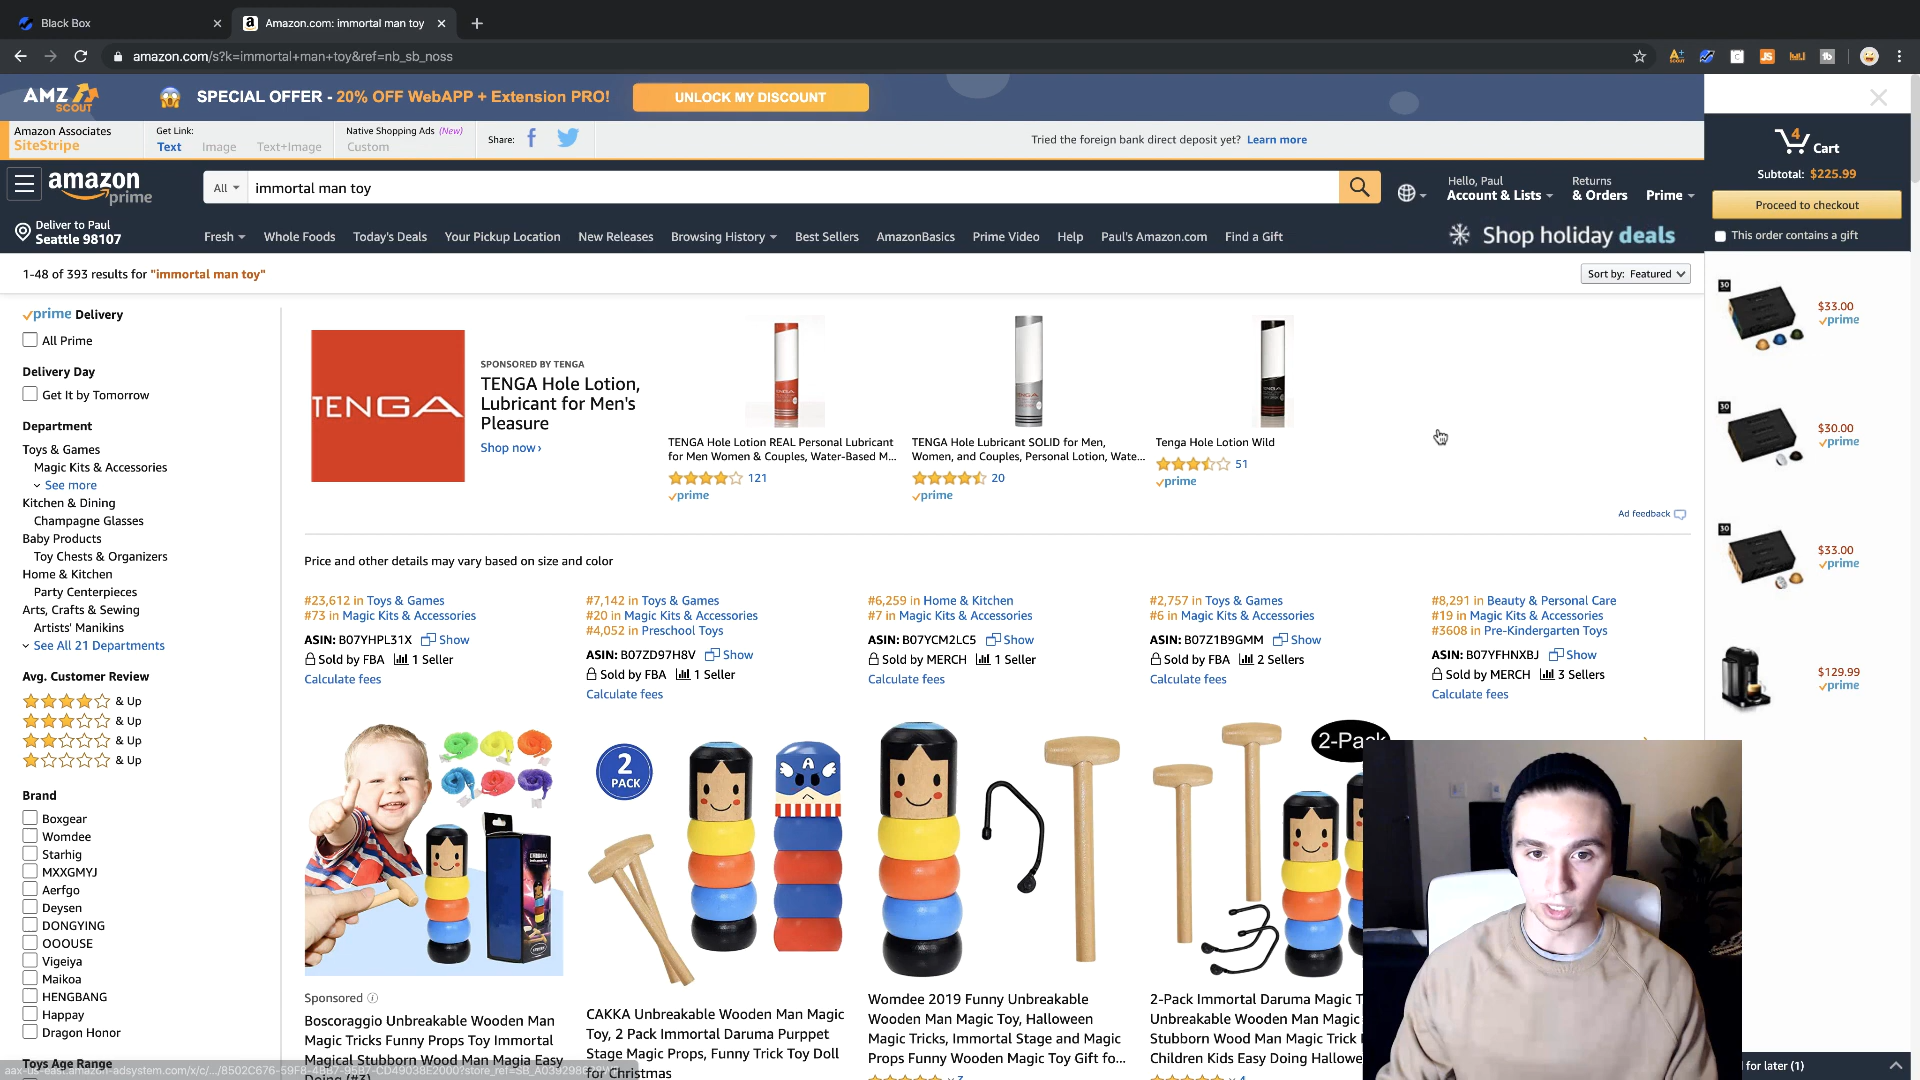 Black Box
Amazon.com: immortal man toy
amazon.com/s?k=immortal+man+toy&ref=nb_sb_noss
AMZ SCOUT
SPECIAL OFFER - 20% OFF WebAPP + Extension PRO!
UNLOCK MY DISCOUNT
Amazon Associates
SiteStripe
Get Link:
Text Image Text+Image
Native Shopping Ads (New)
Custom
Share:
Tried the foreign bank direct deposit yet? Learn more
amazon prime
All
immortal man toy
Hello, Paul
Account & Lists
Returns
& Orders
Prime
4 Cart
Subtotal: $225.99
Proceed to checkout
This order contains a gift
Deliver to Paul
Seattle 98107
Fresh Whole Foods Today's Deals Your Pickup Location New Releases Browsing History Best Sellers AmazonBasics Prime Video Help Paul's Amazon.com Find a Gift
Shop holiday deals
1-48 of 393 results for "immortal man toy"
Sort by: Featured
prime Delivery
All Prime
Delivery Day
Get It by Tomorrow
Department
Toys & Games
Magic Kits & Accessories
See more
Kitchen & Dining
Champagne Glasses
Baby Products
Toy Chests & Organizers
Home & Kitchen
Party Centerpieces
Arts, Crafts & Sewing
Artists' Manikins
See All 21 Departments
Avg. Customer Review
& Up
& Up
& Up
& Up
Brand
Boxgear
Womdee
Starhig
MXXGMYJ
Aerfgo
Deysen
DONGYING
OOOUSE
Vigeiya
Maikoa
HENGBANG
Happay
Dragon Honor
Toys Age Range
TENGA
SPONSORED BY TENGA
TENGA Hole Lotion,
Lubricant for Men's
Pleasure
Shop now ›
TENGA Hole Lotion REAL Personal Lubricant
for Men Women & Couples, Water-Based M...
121
prime
TENGA Hole Lubricant SOLID for Men,
Women, and Couples, Personal Lotion, Wate...
20
prime
Tenga Hole Lotion Wild
51
prime
Ad feedback
Price and other details may vary based on size and color
#23,612 in Toys & Games
#73 in Magic Kits & Accessories
ASIN: B07YHPL31X Show
Sold by FBA 1 Seller
Calculate fees
#7,142 in Toys & Games
#20 in Magic Kits & Accessories
#4,052 in Preschool Toys
ASIN: B07ZD97H8V Show
Sold by FBA 1 Seller
Calculate fees
#6,259 in Home & Kitchen
#7 in Magic Kits & Accessories
ASIN: B07YCM2LC5 Show
Sold by MERCH 1 Seller
Calculate fees
#2,757 in Toys & Games
#6 in Magic Kits & Accessories
ASIN: B07Z1B9GMM Show
Sold by FBA 2 Sellers
Calculate fees
#8,291 in Beauty & Personal Care
#19 in Magic Kits & Accessories
#3608 in Pre-Kindergarten Toys
ASIN: B07YFHNXBJ Show
Sold by MERCH 3 Sellers
Calculate fees
2
PACK
A
2-Pack
Sponsored
Boscoraggio Unbreakable Wooden Man
Magic Tricks Funny Props Toy Immortal
Magical Stubborn Wood Man Magia Easy
CAKKA Unbreakable Wooden Man Magic
Toy, 2 Pack Immortal Daruma Purppet
Stage Magic Props, Funny Trick Toy Doll
for Christmas
Womdee 2019 Funny Unbreakable
Wooden Man Magic Toy, Halloween
Magic Tricks, Immortal Stage and Magic
Props Funny Wooden Magic Toy Gift fo...
2-Pack Immortal Daruma Magic T
Unbreakable Wooden Man Magic
Stubborn Wood Man Magic Trick
Children Kids Easy Doing Hallowe
30
$33.00
prime
30
$30.00
prime
30
$33.00
prime
$129.99
prime
for later (1)